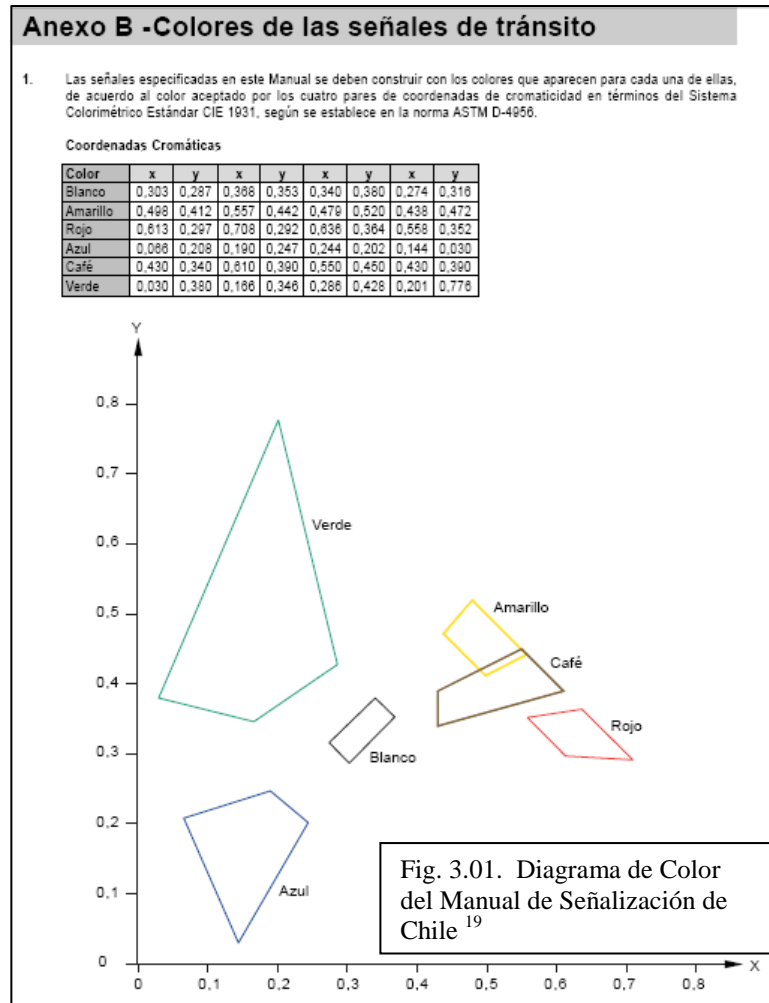 Anexo B -Colores de las señales de tránsito
1. Las señales especificadas en este Manual se deben construir con los colores que aparecen para cada una de ellas,
de acuerdo al color aceptado por los cuatro pares de coordenadas de cromaticidad en términos del Sistema
Colorimétrico Estándar CIE 1931, según se establece en la norma ASTM D-4956.
Coordenadas Cromáticas
Color x y x y x y x y
Blanco 0,303 0,287 0,368 0,353 0,340 0,380 0,274 0,316
Amarillo 0,498 0,412 0,557 0,442 0,479 0,520 0,438 0,472
Rojo 0,613 0,297 0,708 0,292 0,636 0,364 0,558 0,352
Azul 0,066 0,208 0,190 0,247 0,244 0,202 0,144 0,030
Café 0,430 0,340 0,610 0,390 0,550 0,450 0,430 0,390
Verde 0,030 0,380 0,166 0,346 0,286 0,428 0,201 0,776
Y
0,8
0,7
Verde
0,6
0,5
Amarillo
Café
0,4
Rojo
0,3
Blanco
0,2
Azul
0,1
0
X
0 0,1 0,2 0,3 0,4 0,5 0,6 0,7 0,8
Fig. 3.01. Diagrama de Color
del Manual de Señalización de
Chile 19